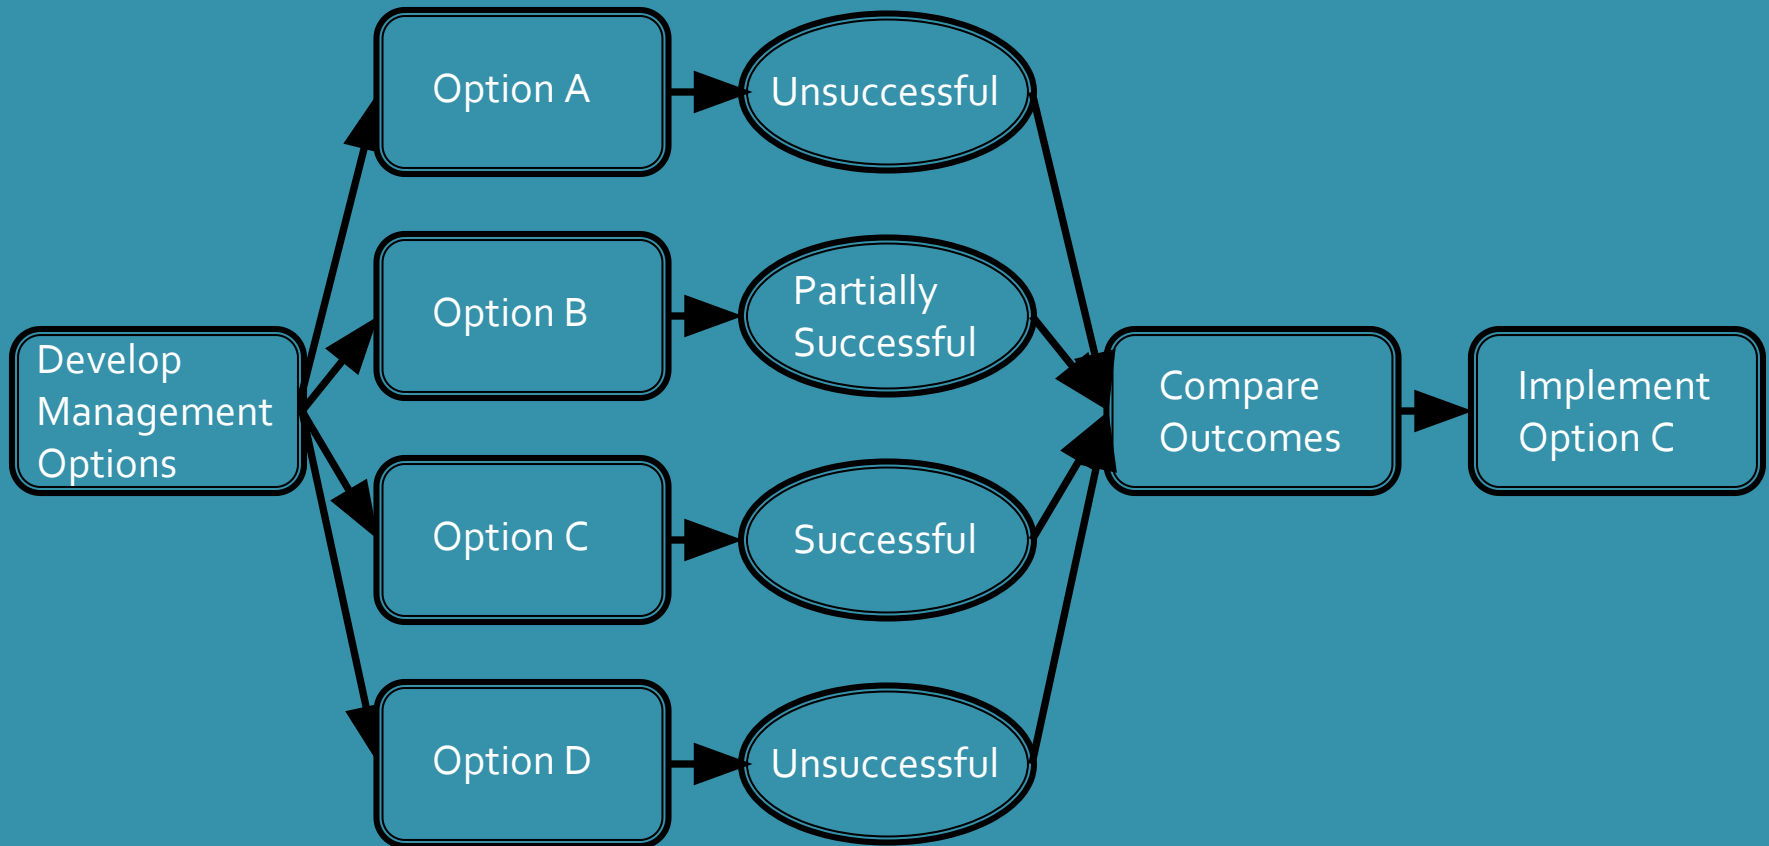 Option A
Unsuccessful
Option B
Partially
Successful
Develop
Management
Options
Compare
Outcomes
Implement
Option C
Option C
Successful
Option D
Unsuccessful